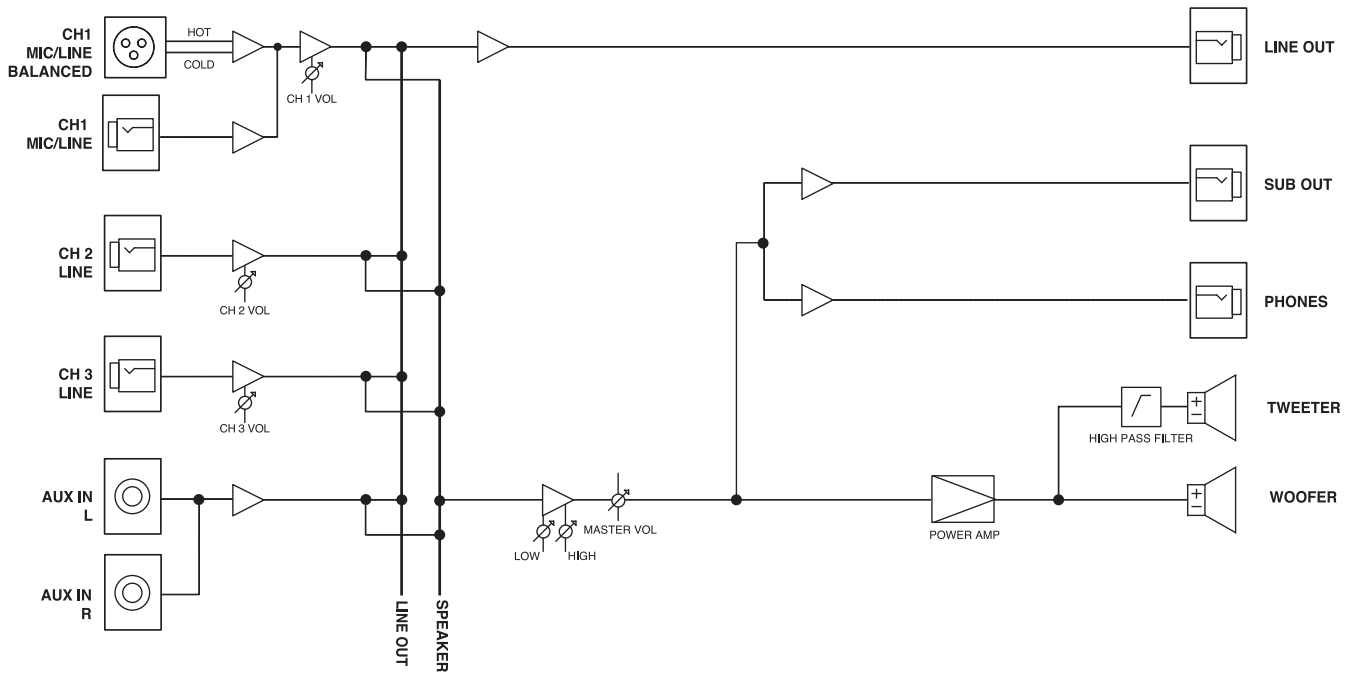 CH1
MIC/LINE
BALANCED
HOT
COLD
CH 1 VOL
LINE OUT
CH1
MIC/LINE
SUB OUT
CH 2
LINE
CH 2 VOL
PHONES
CH 3
LINE
CH 3 VOL
HIGH PASS FILTER
TWEETER
AUX IN
L
LOW
HIGH
MASTER VOL
POWER AMP
WOOFER
AUX IN
R
LINE OUT
SPEAKER